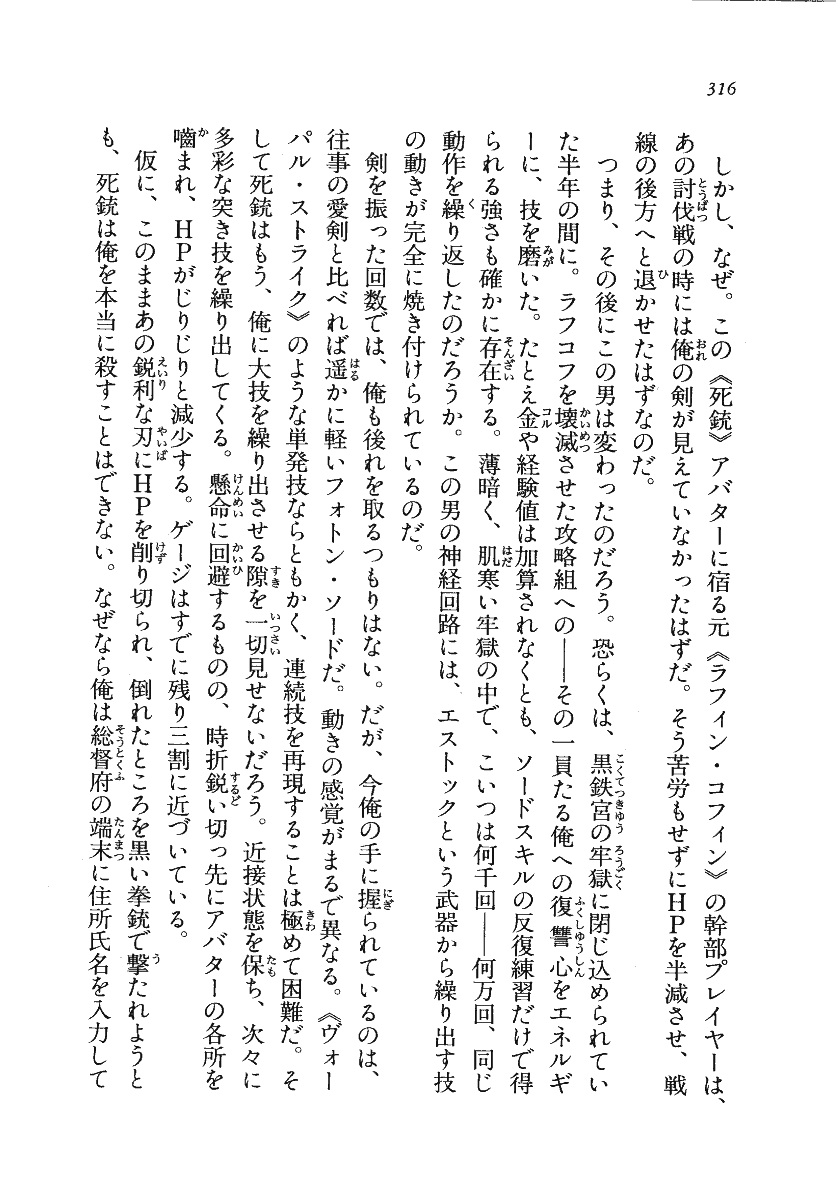 316
しかし、なぜ。この《死銃》アバターに宿る元《ラフィン・コフィン》の幹部プレイヤーは、
あの討伐戦の時には俺の剣が見えていなかったはずだ。そう苦労もせずにＨＰを半減させ、戦
線の後方へと退かせたはずなのだ。
つまり、その後にこの男は変わったのだろう。恐らくは、黒鉄宮の牢獄に閉じ込められてい
た半年の間に。ラフコフを壊滅させた攻略組への――その一員たる俺への復讐心をエネルギ
ーに、技を磨いた。たとえ金や経験値は加算されなくとも、ソードスキルの反復練習だけで得
られる強さも確かに存在する。薄暗く、肌寒い牢獄の中で、こいつは何千回――何万回、同じ
動作を繰り返したのだろうか。この男の神経回路には、エストックという武器から繰り出す技
の動きが完全に焼き付けられているのだ。
剣を振った回数では、俺も後れを取るつもりはない。だが、今俺の手に握られているのは、
往事の愛剣と比べれば遥かに軽いフォトン・ソードだ。動きの感覚がまるで異なる。《ヴォー
パル・ストライク》のような単発技ならともかく、連続技を再現することは極めて困難だ。そ
して死銃はもう、俺に大技を繰り出させる隙を一切見せないだろう。近接状態を保ち、次々に
多彩な突き技を繰り出してくる。懸命に回避するものの、時折鋭い切っ先にアバターの各所を
噛まれ、ＨＰがじりじりと減少する。ゲージはすでに残り三割に近づいている。
仮に、このままあの鋭利な刃にＨＰを削り切られ、倒れたところを黒い拳銃で撃たれようと
も、死銃は俺を本当に殺すことはできない。なぜなら俺は総督府の端末に住所氏名を入力して